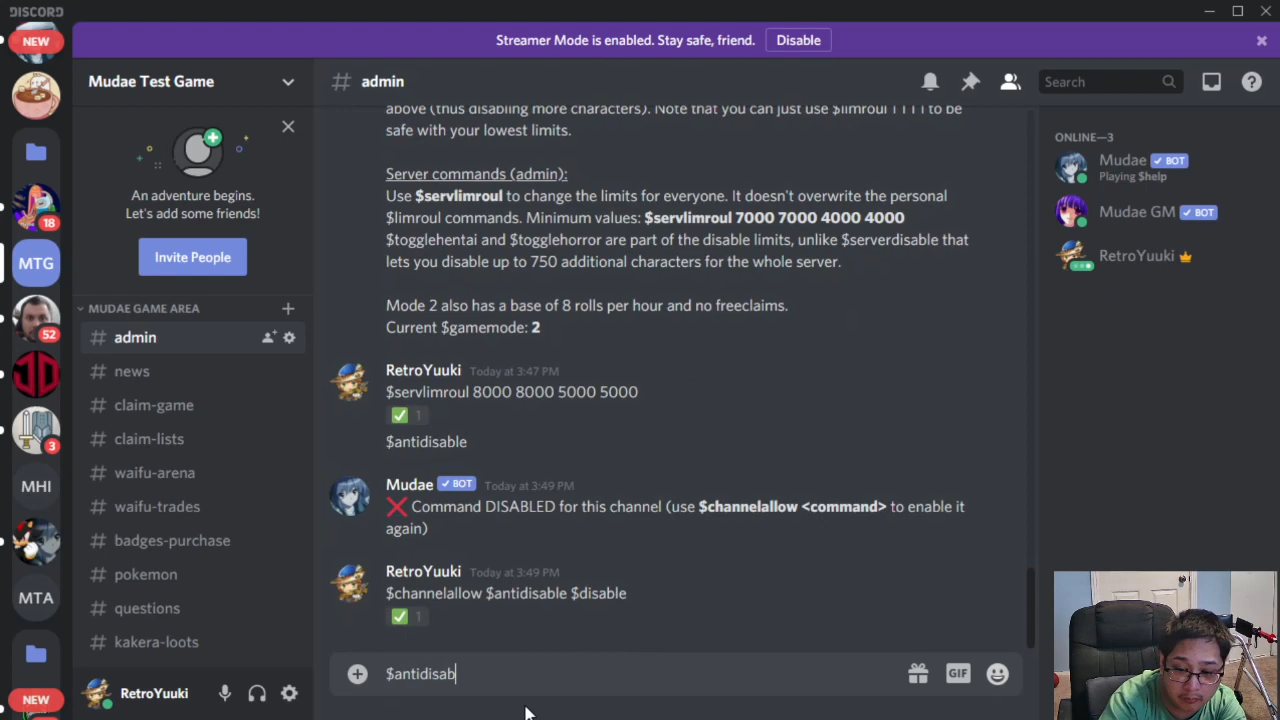 DISCORD
Streamer Mode is enabled. Stay safe, friend.
Disable
NEW
18
MTG
52
3
MHI
MTA
NEW
Mudae Test Game
An adventure begins.
Let's add some friends!
Invite People
MUDAE GAME AREA
# admin
# news
# claim-game
# claim-lists
# waifu-arena
# waifu-trades
# badges-purchase
# pokemon
# questions
# kakera-loots
RetroYuuki
# admin
Search
above (thus disabling more characters). Note that you can just use $limroul 1 1 1 1 to be
safe with your lowest limits.
Server commands (admin):
Use $servlimroul to change the limits for everyone. It doesn't overwrite the personal
$limroul commands. Minimum values: $servlimroul 7000 7000 4000 4000
$togglehentai and $togglehorror are part of the disable limits, unlike $serverdisable that
lets you disable up to 750 additional characters for the whole server.
Mode 2 also has a base of 8 rolls per hour and no freeclaims.
Current $gamemode: 2
RetroYuuki Today at 3:47 PM
$servlimroul 8000 8000 5000 5000
1
$antidisable
Mudae BOT Today at 3:49 PM
Command DISABLED for this channel (use $channelallow <command> to enable it
again)
RetroYuuki Today at 3:49 PM
$channelallow $antidisable $disable
1
$antidisab
GIF
ONLINE—3
Mudae BOT
Playing $help
Mudae GM BOT
RetroYuuki